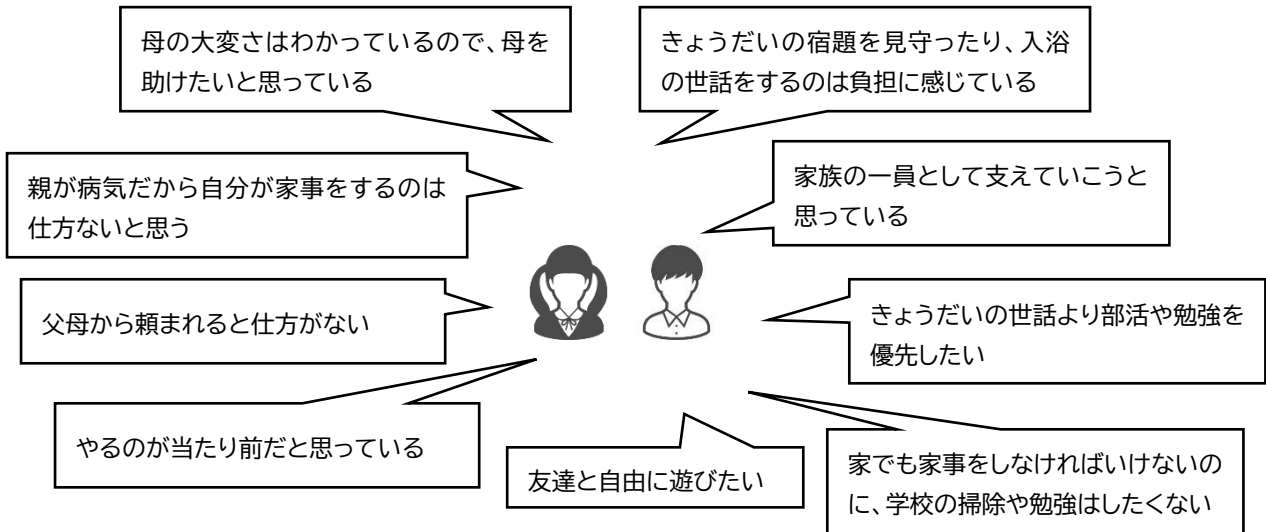 母の大変さはわかっているので、母を
助けたいと思っている
きょうだいの宿題を見守ったり、入浴
の世話をするのは負担に感じている
親が病気だから自分が家事をするのは
仕方ないと思う
家族の一員として支えていこうと
思っている
父母から頼まれると仕方がない
きょうだいの世話より部活や勉強を
優先したい
やるのが当たり前だと思っている
友達と自由に遊びたい
家でも家事をしなければいけないの
に、学校の掃除や勉強はしたくない